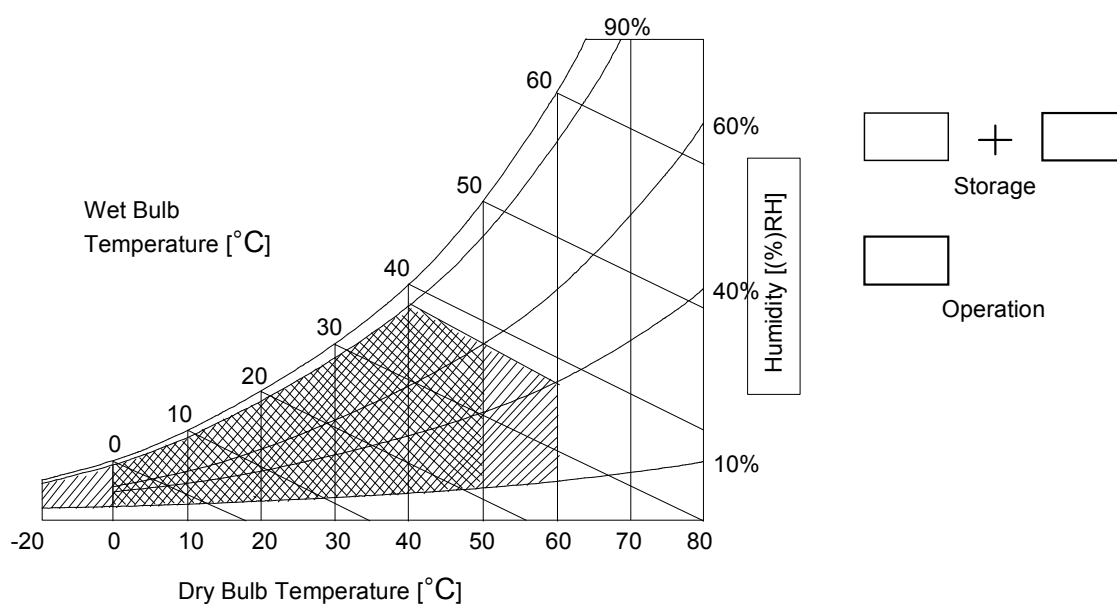 90%
60
60%
50
Wet Bulb
Temperature [°C]
40
40%
30
20
10
0
10%
Humidity [(%)RH]
-20 0 10 20 30 40 50 60 70 80
Dry Bulb Temperature [°C]
+
Storage
Operation